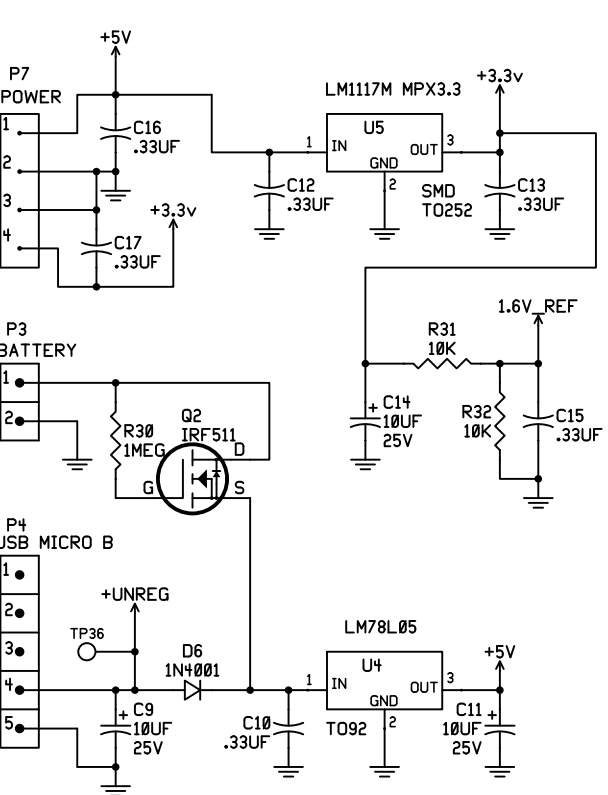 +5V
P7
POWER
1
2
3
4
C16
.33UF
C17
.33UF
+3.3v
LM1117M MPX3.3
U5
1
IN
OUT
3
GND
2
SMD
TO252
C12
.33UF
+3.3v
C13
.33UF
1.6V_REF
R31
10K
R32
10K
C14
+
10UF
25V
C15
.33UF
P3
BATTERY
1
2
R30
1MEG
Q2
IRF511
D
G
S
P4
USB MICRO B
1
2
3
4
5
+UNREG
TP36
D6
1N4001
C9
+
10UF
25V
C10
.33UF
LM78L05
U4
1
IN
OUT
3
GND
2
TO92
+5V
C11
+
10UF
25V